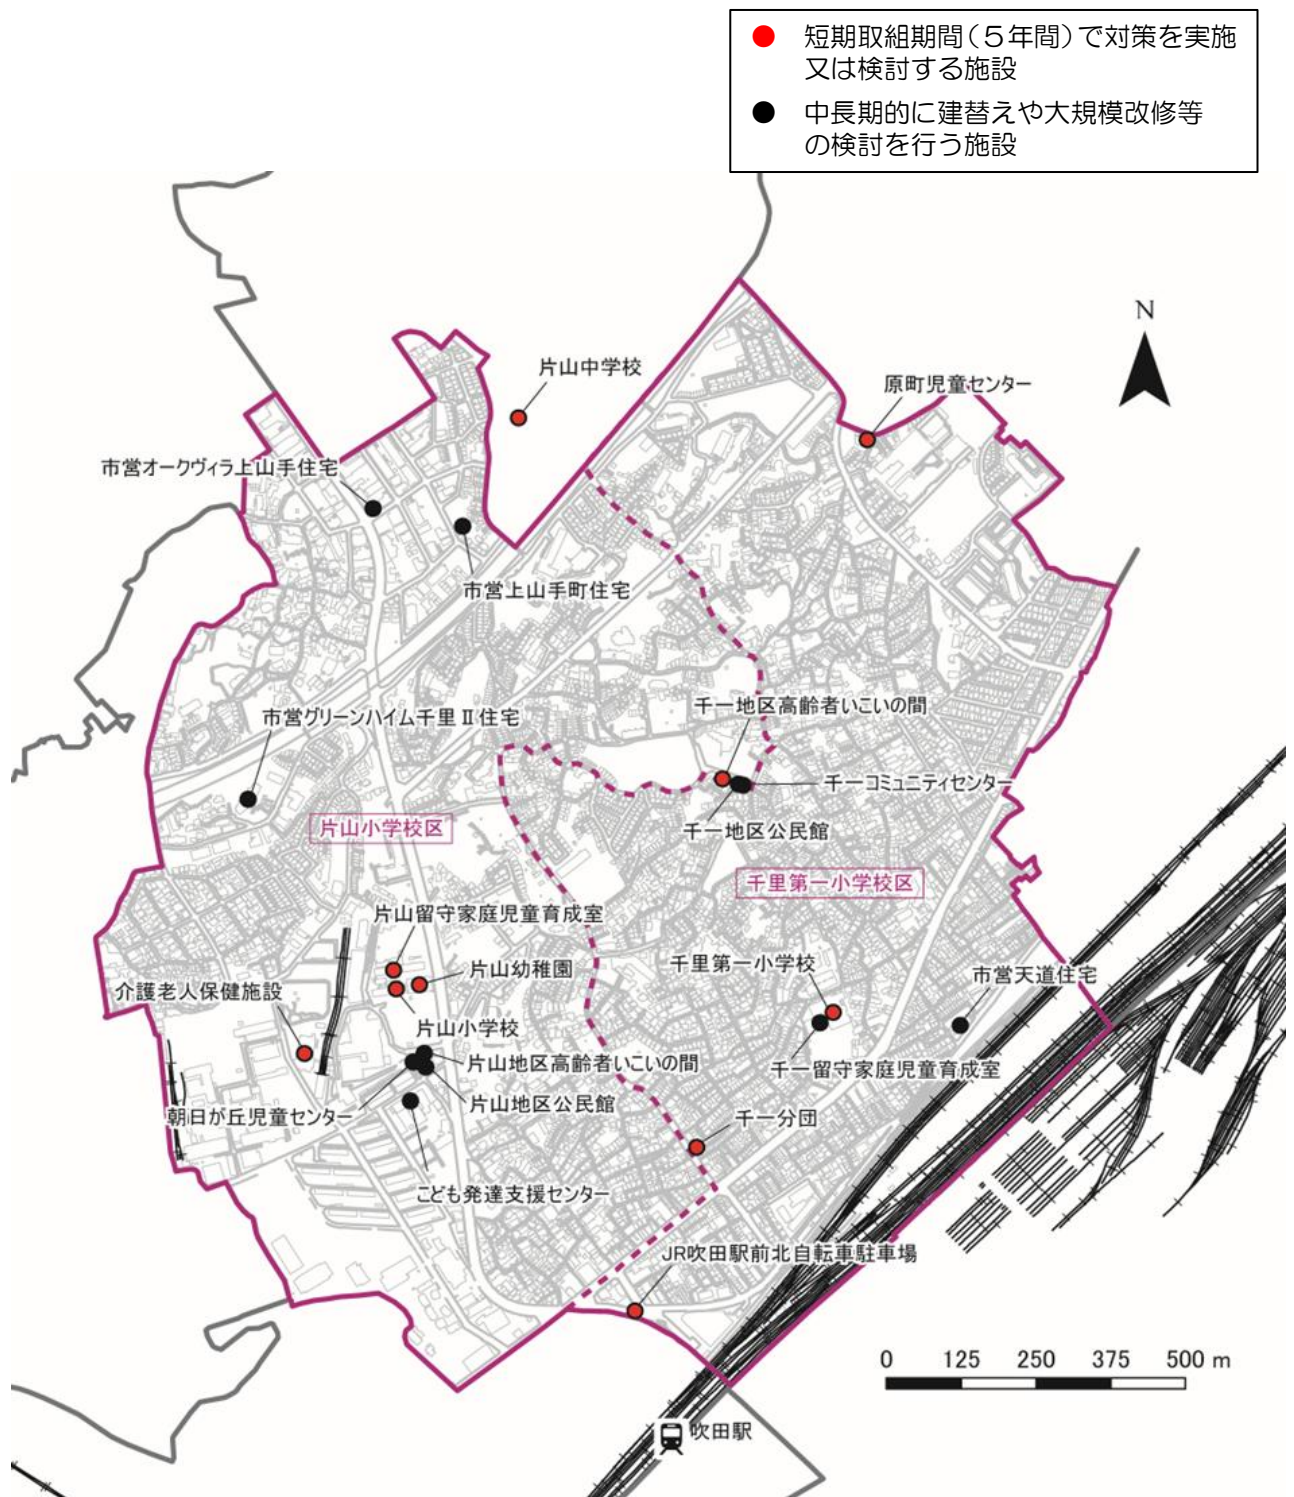 短期取組期間（５年間）で対策を実施
又は検討する施設
中長期的に建替えや大規模改修等
の検討を行う施設
N
片山中学校
原町児童センター
市営オークヴィラ上山手住宅
市営上山手町住宅
千一地区高齢者いこいの間
市営グリーンハイム千里Ⅱ住宅
千一コミュニティセンター
片山小学校区
千一地区公民館
千里第一小学校区
片山留守家庭児童育成室
片山幼稚園
千里第一小学校
市営天道住宅
介護老人保健施設
片山小学校
片山地区高齢者いこいの間
千一留守家庭児童育成室
片山地区公民館
朝日が丘児童センター
千一分団
こども発達支援センター
JR吹田駅前北自転車駐車場
0 125 250 375 500 m
吹田駅